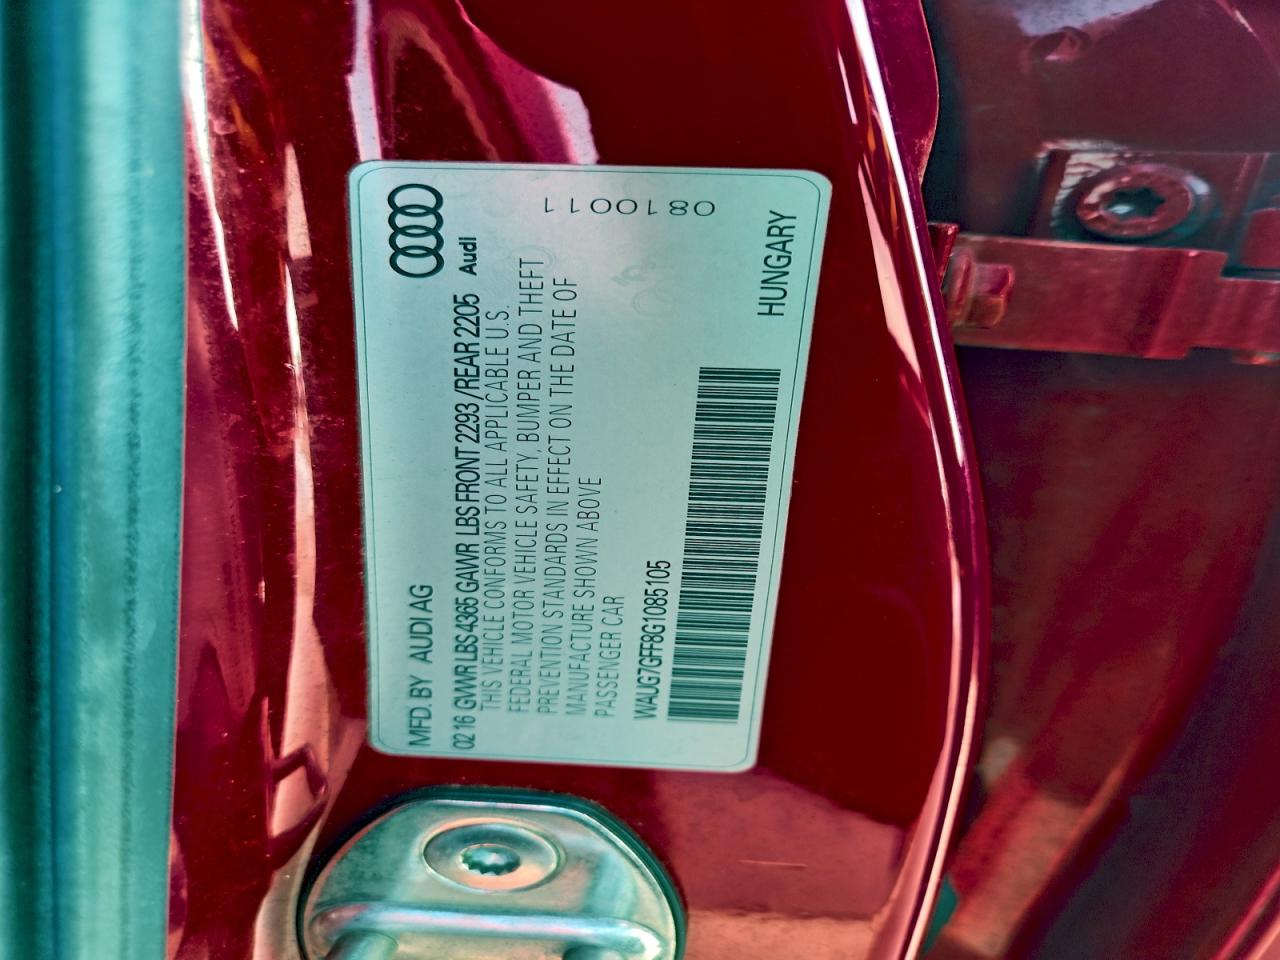 MFD. BY AUDI AG
02 16 GVWR LBS 4365 GAWR LBS FRONT 2293 / REAR 2205 Audi
THIS VEHICLE CONFORMS TO ALL APPLICABLE U.S.
FEDERAL MOTOR VEHICLE SAFETY, BUMPER AND THEFT
PREVENTION STANDARDS IN EFFECT ON THE DATE OF
MANUFACTURE SHOWN ABOVE
PASSENGER CAR
WAUG7GFF8G1085105
HUNGARY
0810011